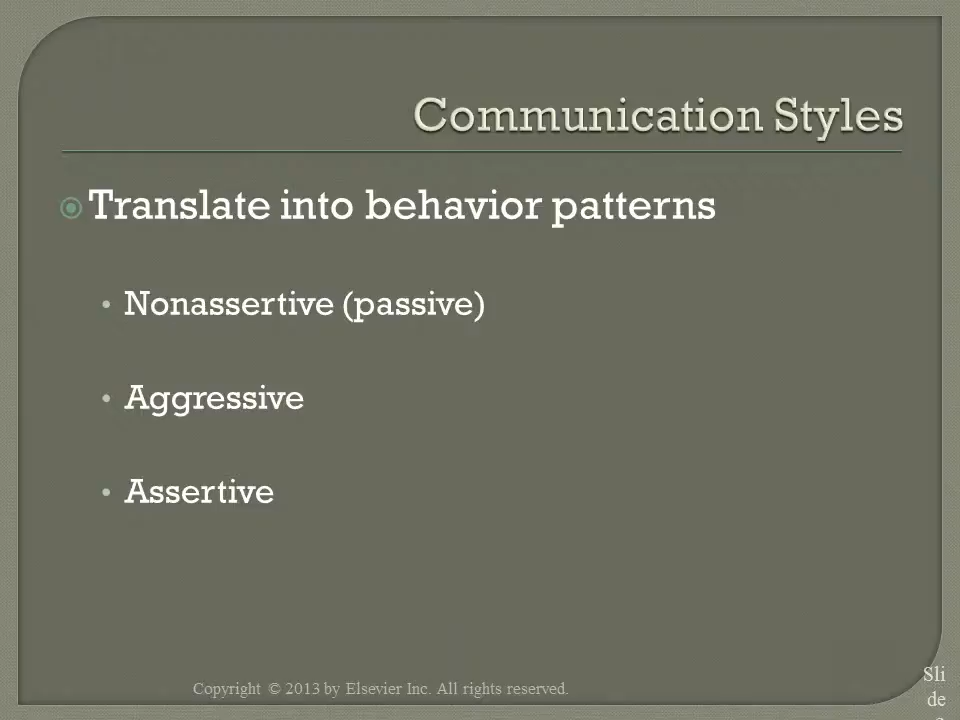 Communication Styles
Translate into behavior patterns
• Nonassertive (passive)
• Aggressive
• Assertive
Copyright © 2013 by Elsevier Inc. All rights reserved.
Sli
de